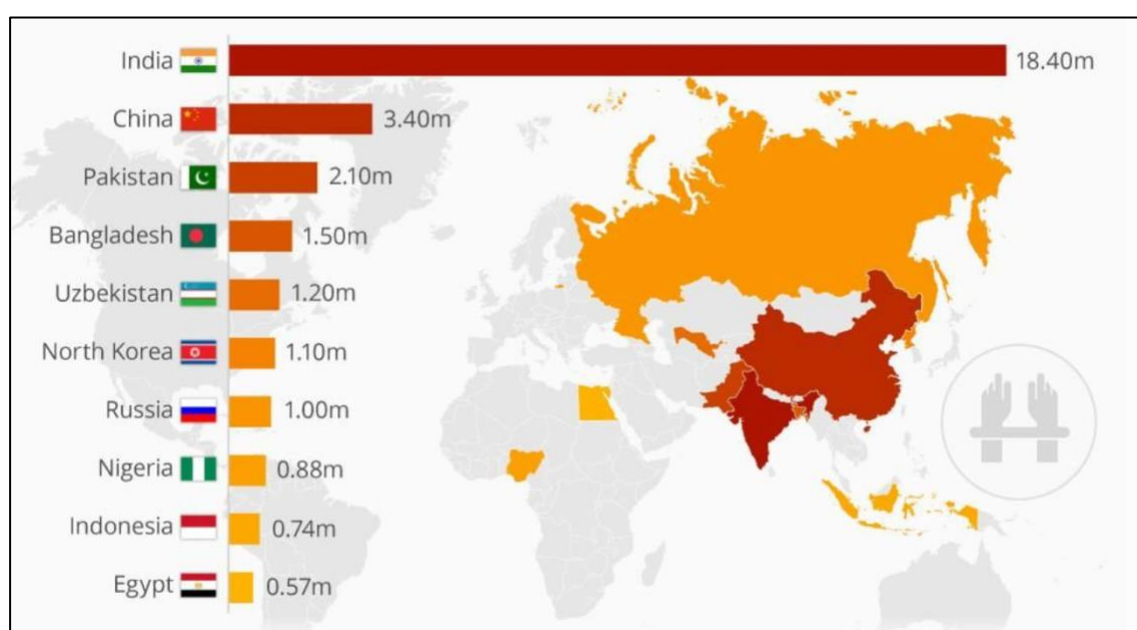 India 18.40m
China 3.40m
Pakistan 2.10m
Bangladesh 1.50m
Uzbekistan 1.20m
North Korea 1.10m
Russia 1.00m
Nigeria 0.88m
Indonesia 0.74m
Egypt 0.57m